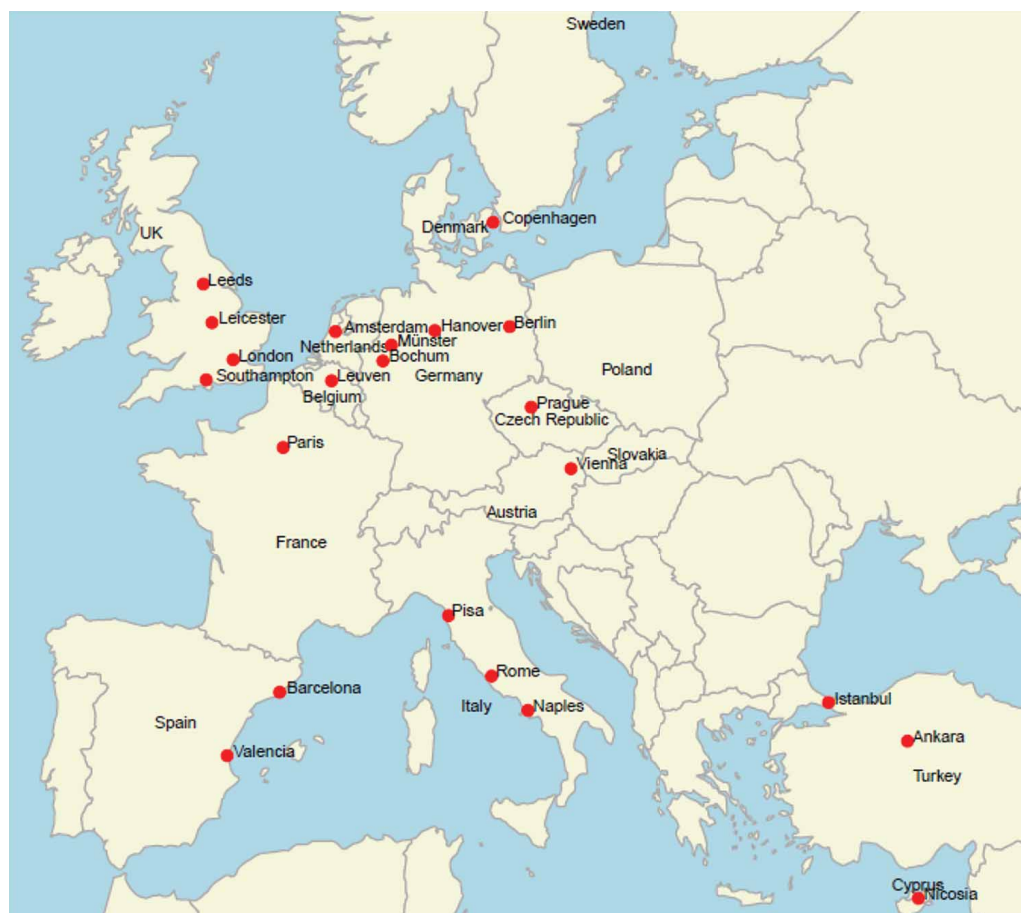 Sweden
Copenhagen
Denmark
UK
Leeds
Leicester
Amsterdam
Hanover
Berlin
Netherlands
Münster
London
Bochum
Southampton
Leuven
Germany
Poland
Belgium
Prague
Czech Republic
Paris
Slovakia
Vienna
Austria
France
Pisa
Rome
Barcelona
Italy
Naples
Istanbul
Spain
Valencia
Ankara
Turkey
Cyprus
Nicosia